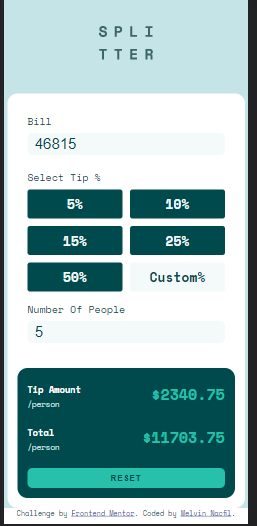 SPLI
TTER
Bill
46815
Select Tip %
5% 10%
15% 25%
50% Custom%
Number Of People
5
Tip Amount
/person
$2340.75
Total
/person
$11703.75
RESET
Challenge by Frontend Mentor. Coded by Melvin Nacfil.